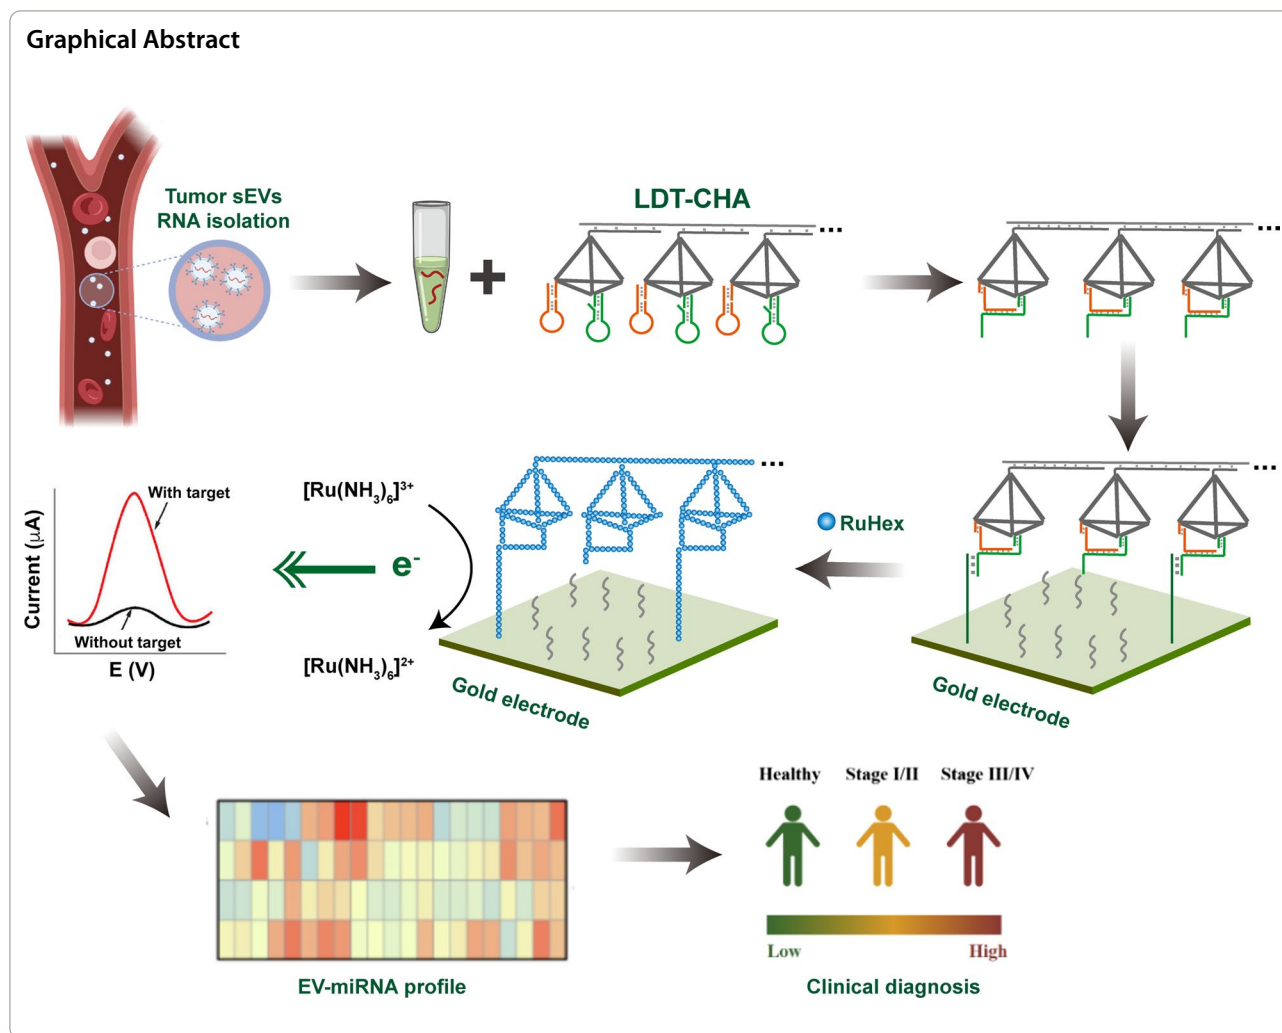 Graphical Abstract
Tumor sEVs
RNA isolation
LDT-CHA
...
...
[Ru(NH₃)₆]³⁺
...
RuHex
...
With target
Current (μA)
e⁻
Without target
E (V)
[Ru(NH₃)₆]²⁺
Gold electrode
Gold electrode
Healthy
Stage I/II
Stage III/IV
Low
High
EV-miRNA profile
Clinical diagnosis